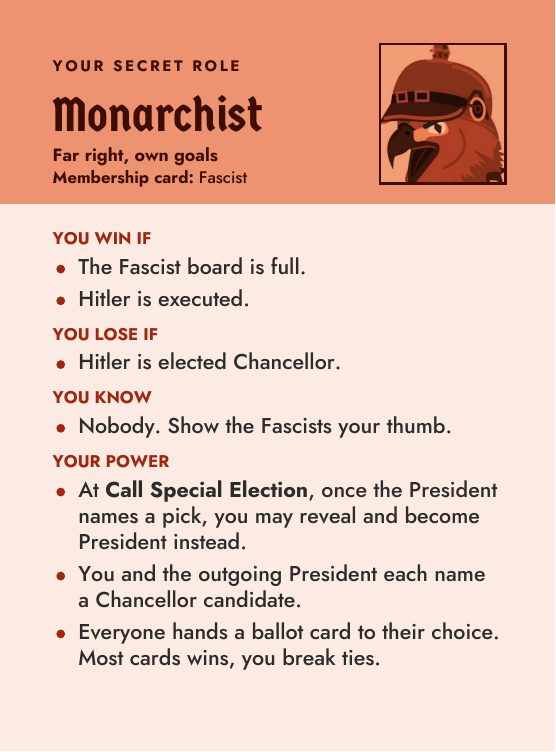 YOUR SECRET ROLE
Monarchist
Far right, own goals
Membership card: Fascist
YOU WIN IF
• The Fascist board is full.
• Hitler is executed.
YOU LOSE IF
• Hitler is elected Chancellor.
YOU KNOW
• Nobody. Show the Fascists your thumb.
YOUR POWER
• At Call Special Election, once the President
names a pick, you may reveal and become
President instead.
• You and the outgoing President each name
a Chancellor candidate.
• Everyone hands a ballot card to their choice.
Most cards wins, you break ties.